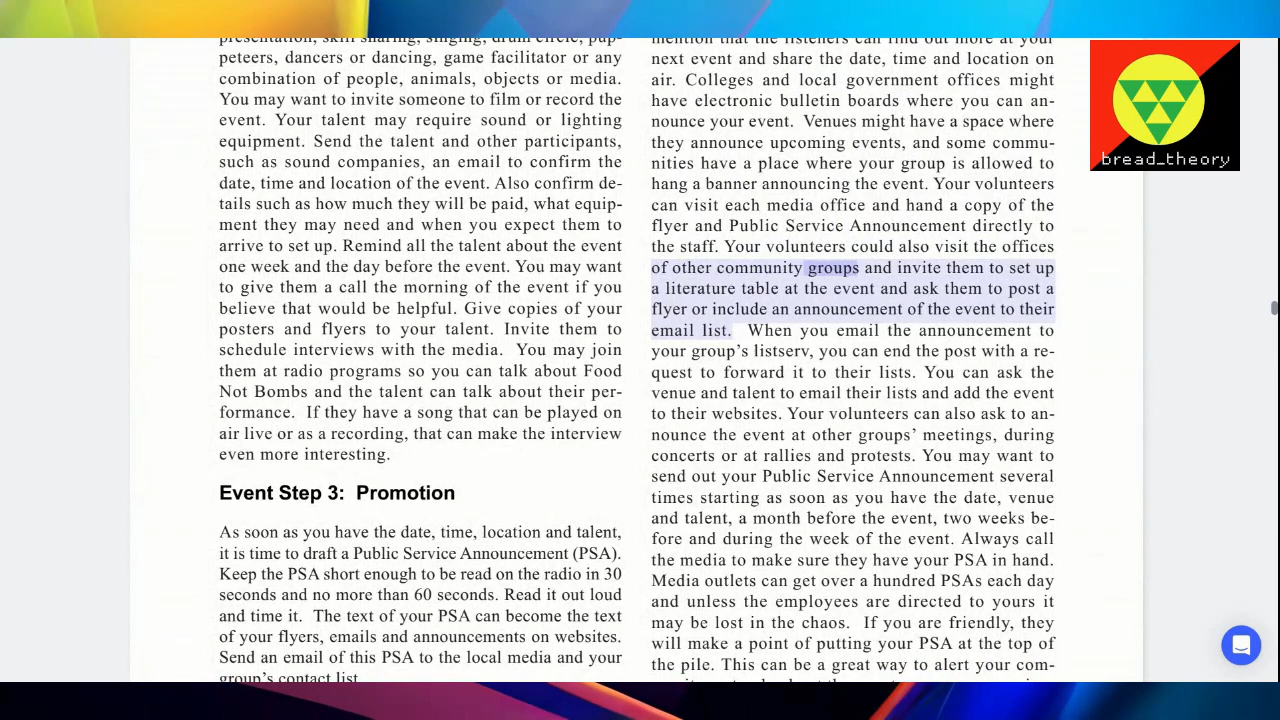 presentation, skill sharing, singing, drum circle, pup-
peteers, dancers or dancing, game facilitator or any
combination of people, animals, objects or media.
You may want to invite someone to film or record the
event. Your talent may require sound or lighting
equipment. Send the talent and other participants,
such as sound companies, an email to confirm the
date, time and location of the event. Also confirm de-
tails such as how much they will be paid, what equip-
ment they may need and when you expect them to
arrive to set up. Remind all the talent about the event
one week and the day before the event. You may want
to give them a call the morning of the event if you
believe that would be helpful. Give copies of your
posters and flyers to your talent. Invite them to
schedule interviews with the media.  You may join
them at radio programs so you can talk about Food
Not Bombs and the talent can talk about their per-
formance.  If they have a song that can be played on
air live or as a recording, that can make the interview
even more interesting.
Event Step 3:  Promotion
As soon as you have the date, time, location and talent,
it is time to draft a Public Service Announcement (PSA).
Keep the PSA short enough to be read on the radio in 30
seconds and no more than 60 seconds. Read it out loud
and time it.  The text of your PSA can become the text
of your flyers, emails and announcements on websites.
Send an email of this PSA to the local media and your
group's contact list.
mention that the listeners can find out more at your
next event and share the date, time and location on
air. Colleges and local government offices might
have electronic bulletin boards where you can an-
nounce your event.  Venues might have a space where
they announce upcoming events, and some commu-
nities have a place where your group is allowed to
hang a banner announcing the event. Your volunteers
can visit each media office and hand a copy of the
flyer and Public Service Announcement directly to
the staff. Your volunteers could also visit the offices
of other community groups and invite them to set up
a literature table at the event and ask them to post a
flyer or include an announcement of the event to their
email list.  When you email the announcement to
your group's listserv, you can end the post with a re-
quest to forward it to their lists. You can ask the
venue and talent to email their lists and add the event
to their websites. Your volunteers can also ask to an-
nounce the event at other groups' meetings, during
concerts or at rallies and protests. You may want to
send out your Public Service Announcement several
times starting as soon as you have the date, venue
and talent, a month before the event, two weeks be-
fore and during the week of the event. Always call
the media to make sure they have your PSA in hand.
Media outlets can get over a hundred PSAs each day
and unless the employees are directed to yours it
may be lost in the chaos.  If you are friendly, they
will make a point of putting your PSA at the top of
the pile. This can be a great way to alert your com-
bread_theory